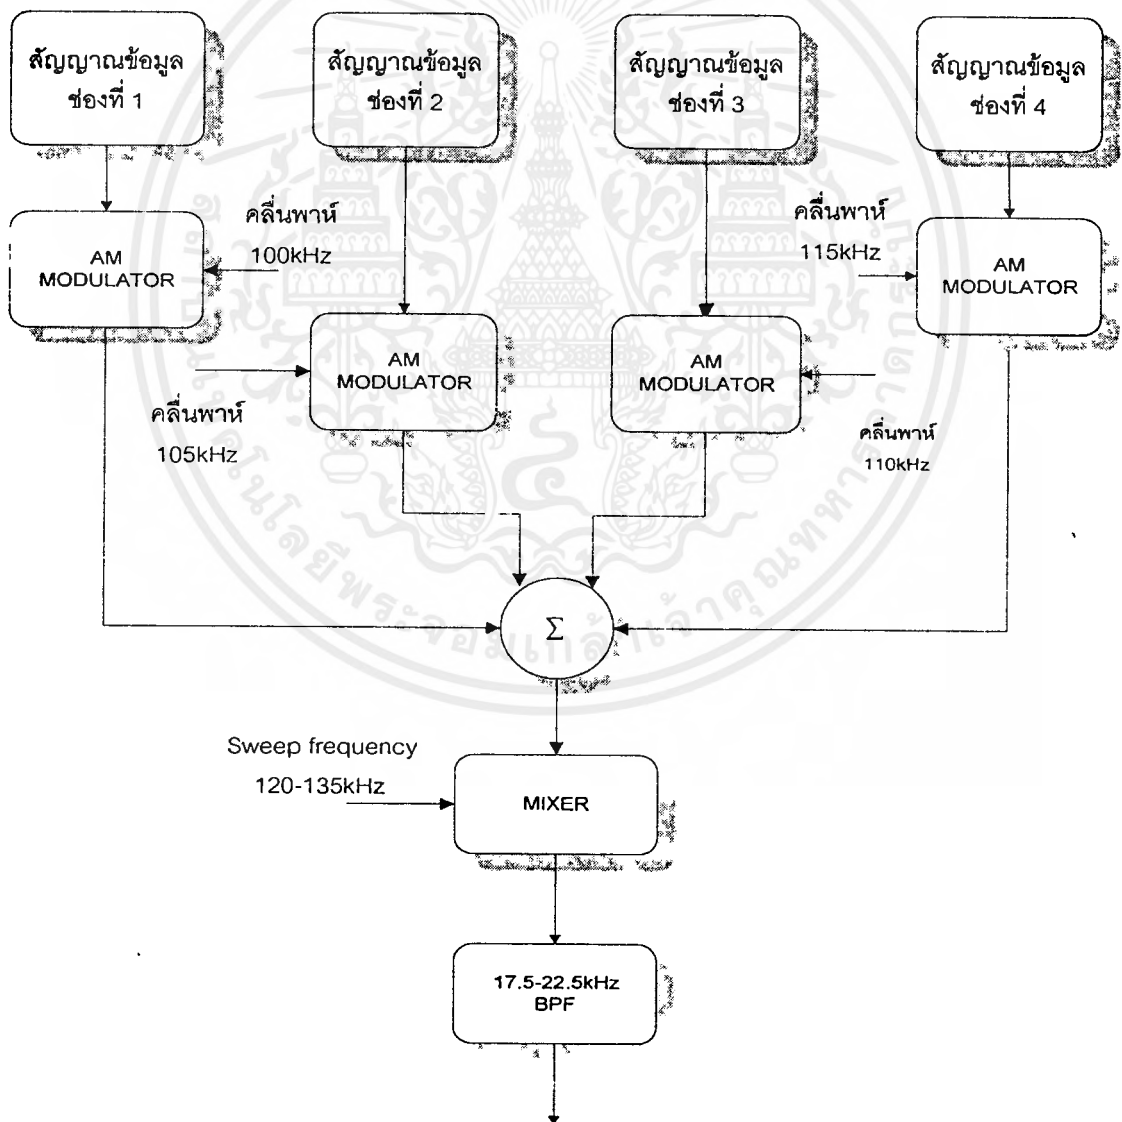 สัญญาณข้อมูล
ช่องที่ 1
สัญญาณข้อมูล
ช่องที่ 2
สัญญาณข้อมูล
ช่องที่ 3
สัญญาณข้อมูล
ช่องที่ 4
คลื่นพาห์
100kHz
คลื่นพาห์
115kHz
AM
MODULATOR
AM
MODULATOR
AM
MODULATOR
AM
MODULATOR
คลื่นพาห์
105kHz
คลื่นพาห์
110kHz
Σ
Sweep frequency
120-135kHz
MIXER
17.5-22.5kHz
BPF